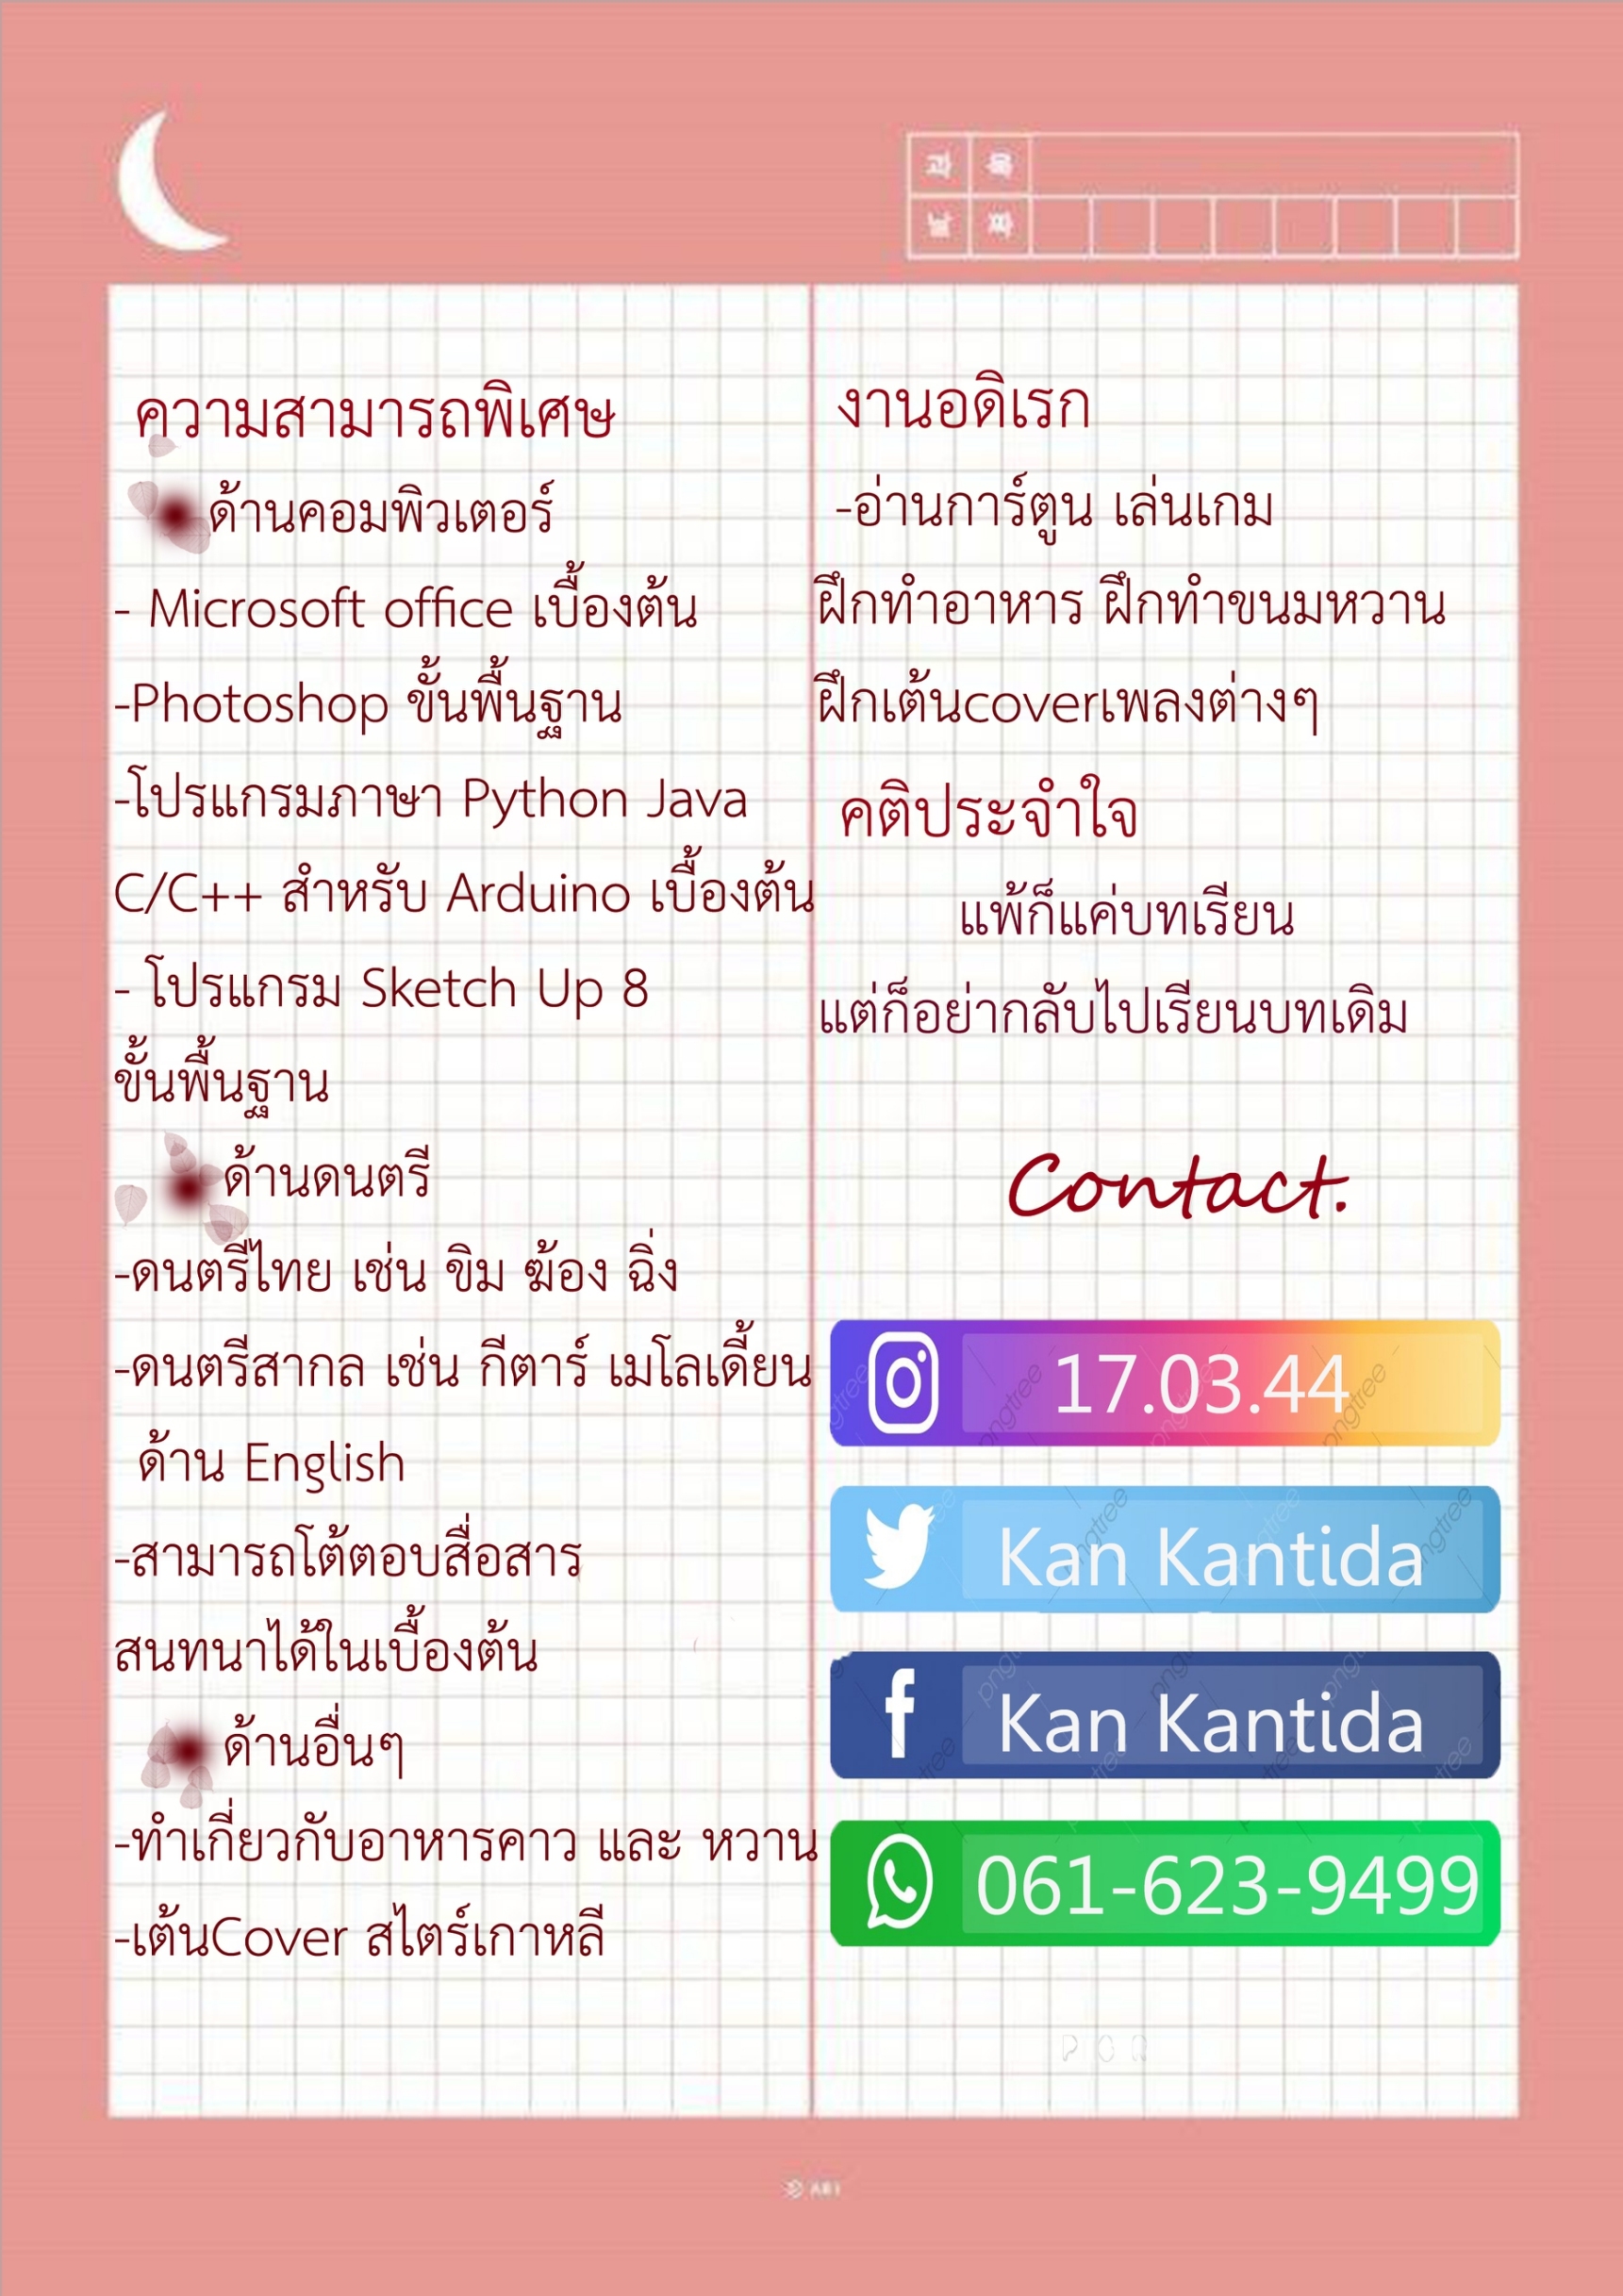 ความสามารถพิเศษ
ด้านคอมพิวเตอร์
- Microsoft office เบื้องต้น
-Photoshop ขั้นพื้นฐาน
-โปรแกรมภาษา Python Java
C/C++ สำหรับ Arduino เบื้องต้น
- โปรแกรม Sketch Up 8
ขั้นพื้นฐาน
ด้านดนตรี
-ดนตรีไทย เช่น ขิม ฆ้อง ฉิ่ง
-ดนตรีสากล เช่น กีตาร์ เมโลเดี้ยน
ด้าน English
-สามารถโต้ตอบสื่อสาร
สนทนาได้ในเบื้องต้น
ด้านอื่นๆ
-ทำเกี่ยวกับอาหารคาว และ หวาน
-เต้นCover สไตร์เกาหลี
งานอดิเรก
-อ่านการ์ตูน เล่นเกม
ฝึกทำอาหาร ฝึกทำขนมหวาน
ฝึกเต้นcoverเพลงต่างๆ
คติประจำใจ
แพ้ก็แค่บทเรียน
แต่ก็อย่ากลับไปเรียนบทเดิม
Contact.
17.03.44
Kan Kantida
Kan Kantida
061-623-9499